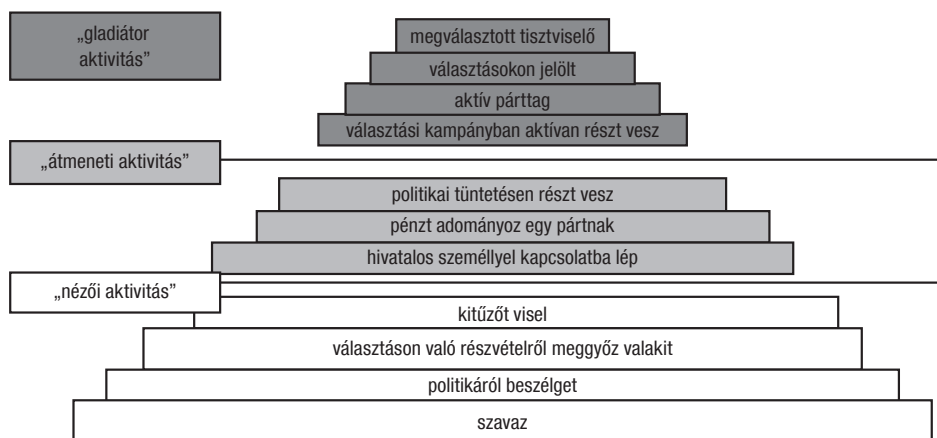 „gladiátor
aktivitás”
megválasztott tisztviselő
választásokon jelölt
aktív párttag
választási kampányban aktívan részt vesz
„átmeneti aktivitás”
politikai tüntetésen részt vesz
pénzt adományoz egy pártnak
hivatalos személlyel kapcsolatba lép
„nézői aktivitás”
kitűzőt visel
választáson való részvételről meggyőz valakit
politikáról beszélget
szavaz